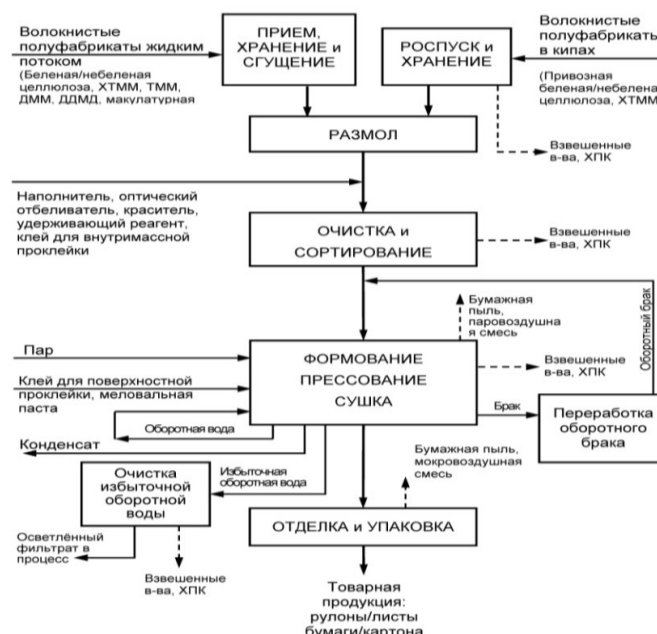 Волокнистые
полуфабрикаты жидким
потоком
(Беленая/небеленая
целлюлоза, ХТММ, ТММ,
ДММ, ДДМД, макулатурная
ПРИЕМ,
ХРАНЕНИЕ и
СГУЩЕНИЕ
РОСПУСК и
ХРАНЕНИЕ
Волокнистые
полуфабрикаты
в кипах
(Привозная
беленая/небелена
целлюлоза, ХТММ
Взвешенные
в-ва, ХПК
РАЗМОЛ
Наполнитель, оптический
отбеливатель, краситель,
удерживающий реагент,
клей для внутримассной
проклейки
ОЧИСТКА и
СОРТИРОВАНИЕ
Взвешенные
в-ва, ХПК
Бумажная
пыль,
паровоздушна
я смесь
Оборотный брак
Пар
Клей для поверхностной
проклейки, меловальная
паста
Оборотная вода
Конденсат
ФОРМОВАНИЕ
ПРЕССОВАНИЕ
СУШКА
Взвешенные
в-ва, ХПК
Брак
Переработка
оборотного
брака
Очистка
избыточной
оборотной
воды
Избыточная
оборотная вода
Бумажная пыль,
мокровоздушная
смесь
ОТДЕЛКА и УПАКОВКА
Осветлённый
фильтрат в
процесс
Взвешенные
в-ва, ХПК
Товарная
продукция:
рулоны/листы
бумаги/картона